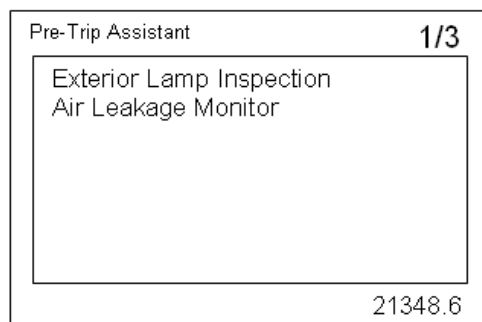 Pre-Trip Assistant
1/3
Exterior Lamp Inspection
Air Leakage Monitor
21348.6